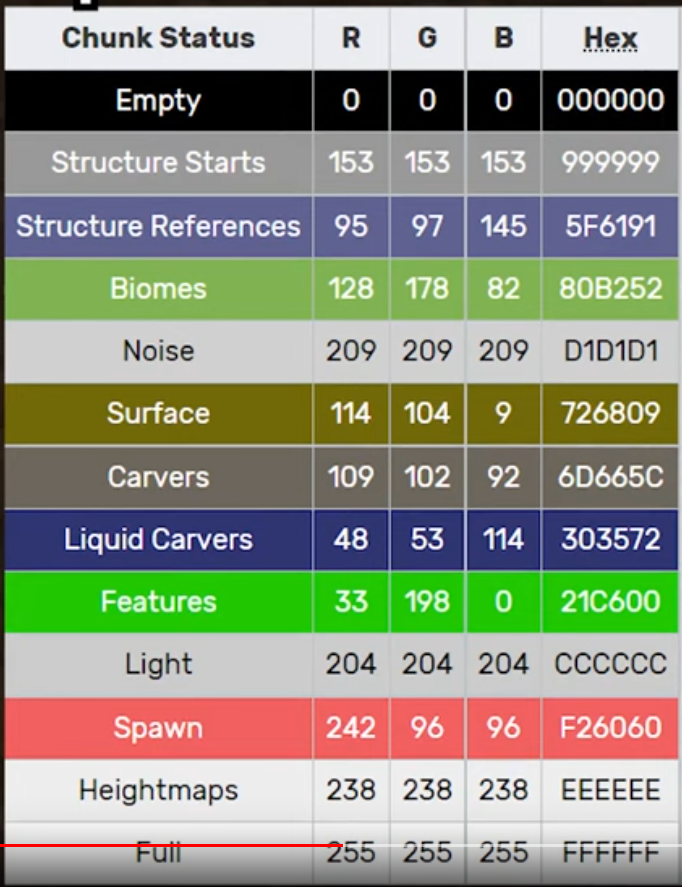 Chunk Status R G B Hex
Empty 0 0 0 000000
Structure Starts 153 153 153 999999
Structure References 95 97 145 5F6191
Biomes 128 178 82 80B252
Noise 209 209 209 D1D1D1
Surface 114 104 9 726809
Carvers 109 102 92 6D665C
Liquid Carvers 48 53 114 303572
Features 33 198 0 21C600
Light 204 204 204 CCCCCC
Spawn 242 96 96 F26060
Heightmaps 238 238 238 EEEEEE
Full 255 255 255 FFFFFF